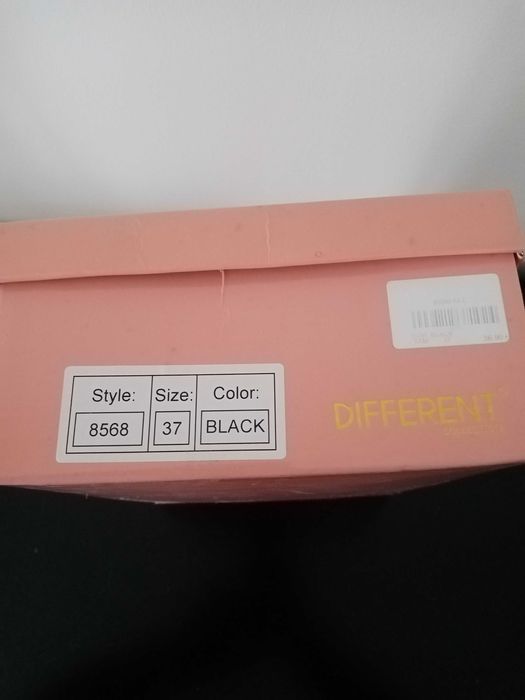 Style: Size: Color:
8568 37 BLACK
DIFFERENT